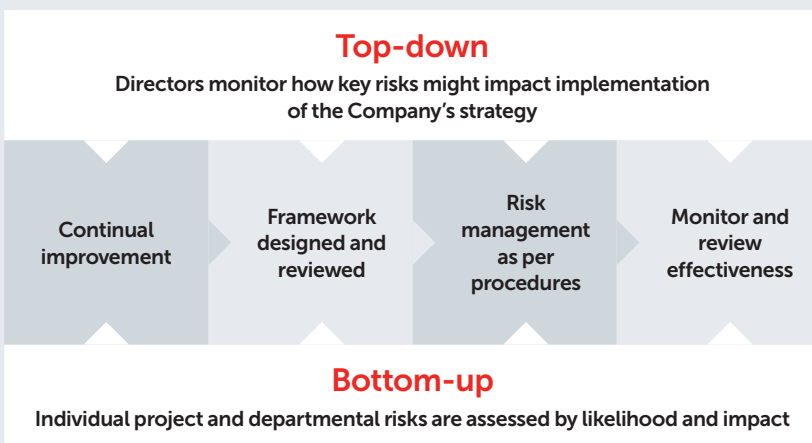 Top-down
Directors monitor how key risks might impact implementation
of the Company’s strategy
Continual
improvement
Framework
designed and
reviewed
Risk
management
as per
procedures
Monitor and
review
effectiveness
Bottom-up
Individual project and departmental risks are assessed by likelihood and impact